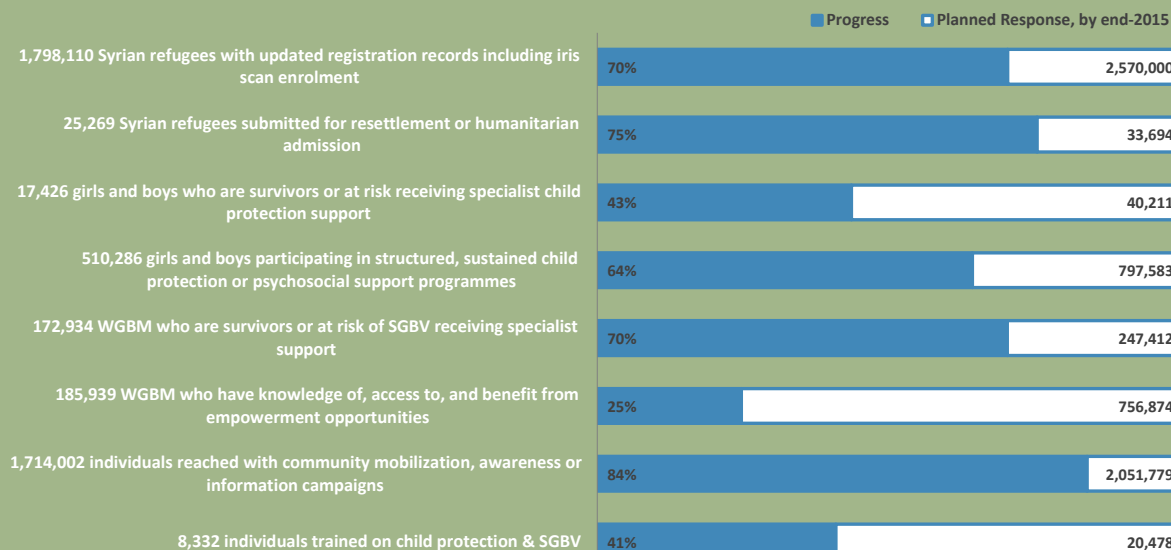 Progress Planned Response, by end-2015
1,798,110 Syrian refugees with updated registration records including iris
scan enrolment
70% 2,570,000
25,269 Syrian refugees submitted for resettlement or humanitarian
admission
75% 33,694
17,426 girls and boys who are survivors or at risk receiving specialist child
protection support
43% 40,211
510,286 girls and boys participating in structured, sustained child
protection or psychosocial support programmes
64% 797,583
172,934 WGBM who are survivors or at risk of SGBV receiving specialist
support
70% 247,412
185,939 WGBM who have knowledge of, access to, and benefit from
empowerment opportunities
25% 756,874
1,714,002 individuals reached with community mobilization, awareness or
information campaigns
84% 2,051,779
8,332 individuals trained on child protection & SGBV
41% 20,478